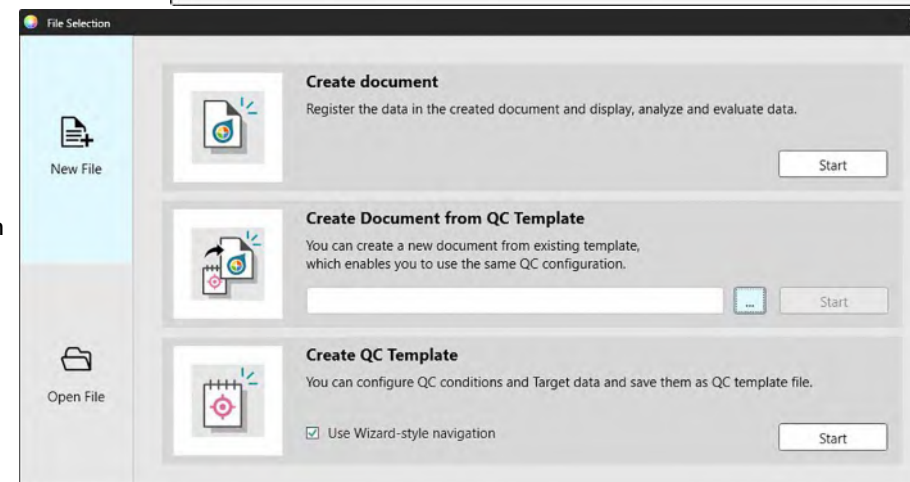 File Selection
New File
Open File
Create document
Register the data in the created document and display, analyze and evaluate data.
Start
Create Document from QC Template
You can create a new document from existing template,
which enables you to use the same QC configuration.
...
Start
Create QC Template
You can configure QC conditions and Target data and save them as QC template file.
Use Wizard-style navigation
Start